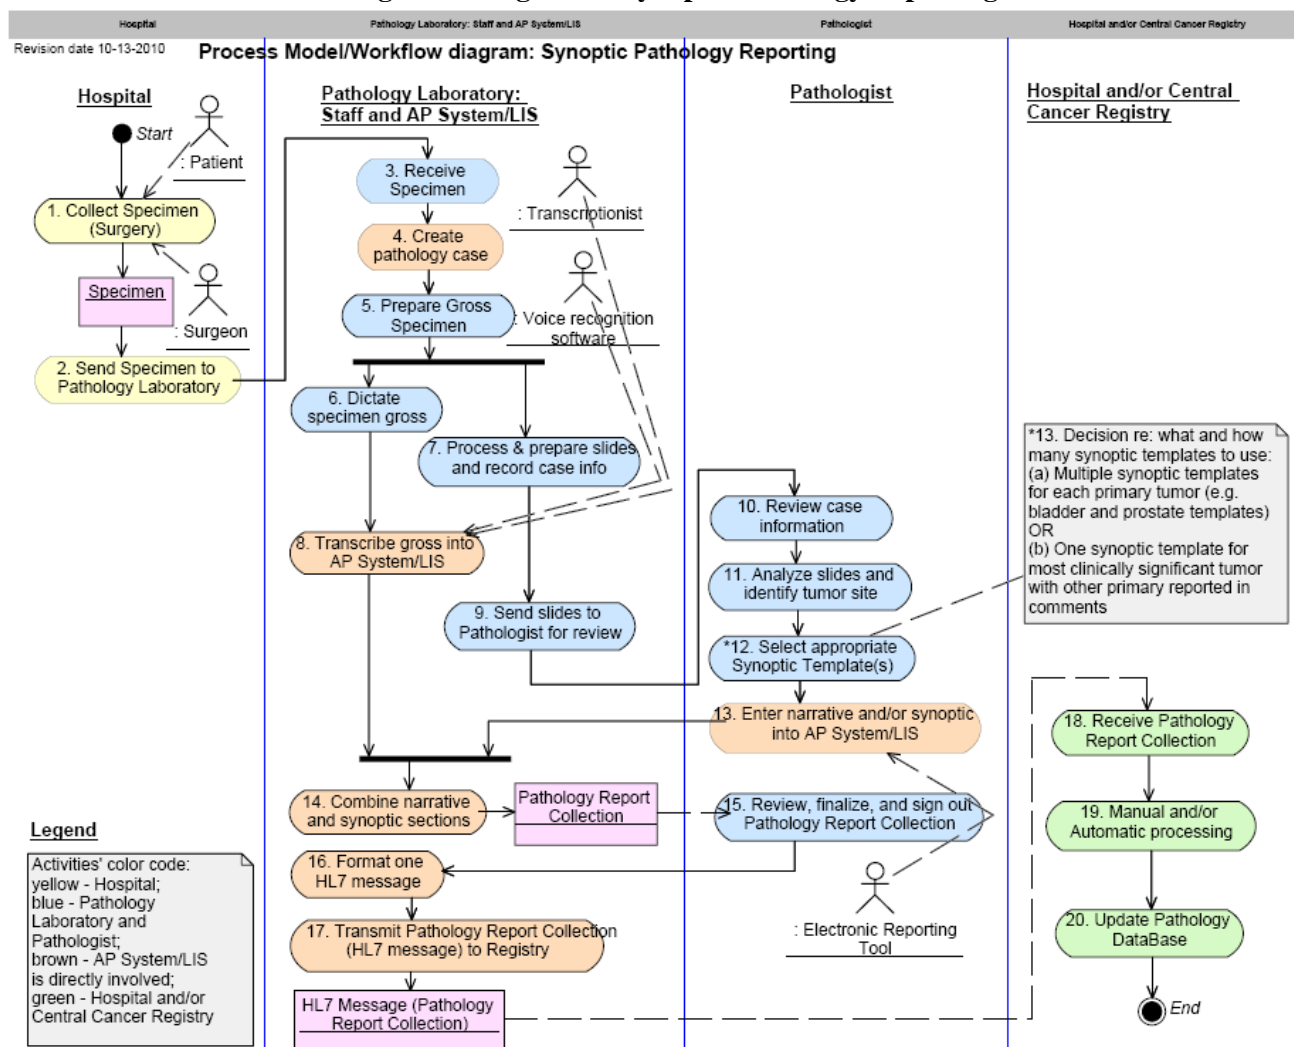 Hospital
Pathology Laboratory: Staff and AP System/LIS
Pathologist
Hospital and/or Central Cancer Registry
Revision date 10-13-2010
Process Model/Workflow diagram: Synoptic Pathology Reporting
Hospital
Start
: Patient
1. Collect Specimen
(Surgery)
Specimen
: Surgeon
2. Send Specimen to
Pathology Laboratory
Pathology Laboratory:
Staff and AP System/LIS
3. Receive
Specimen
: Transcriptionist
4. Create
pathology case
5. Prepare Gross
Specimen
: Voice recognition
software
6. Dictate
specimen gross
7. Process & prepare slides
and record case info
8. Transcribe gross into
AP System/LIS
9. Send slides to
Pathologist for review
Pathologist
10. Review case
information
11. Analyze slides and
identify tumor site
*12. Select appropriate
Synoptic Template(s)
13. Enter narrative and/or synoptic
into AP System/LIS
14. Combine narrative
and synoptic sections
Pathology Report
Collection
15. Review, finalize, and sign out
Pathology Report Collection
16. Format one
HL7 message
17. Transmit Pathology Report Collection
(HL7 message) to Registry
HL7 Message (Pathology
Report Collection)
: Electronic Reporting
Tool
Hospital and/or Central
Cancer Registry
*13. Decision re: what and how
many synoptic templates to use:
(a) Multiple synoptic templates
for each primary tumor (e.g.
bladder and prostate templates)
OR
(b) One synoptic template for
most clinically significant tumor
with other primary reported in
comments
18. Receive Pathology
Report Collection
19. Manual and/or
Automatic processing
20. Update Pathology
DataBase
End
Legend
Activities' color code:
yellow - Hospital;
blue - Pathology
Laboratory and
Pathologist;
brown - AP System/LIS
is directly involved;
green - Hospital and/or
Central Cancer Registry